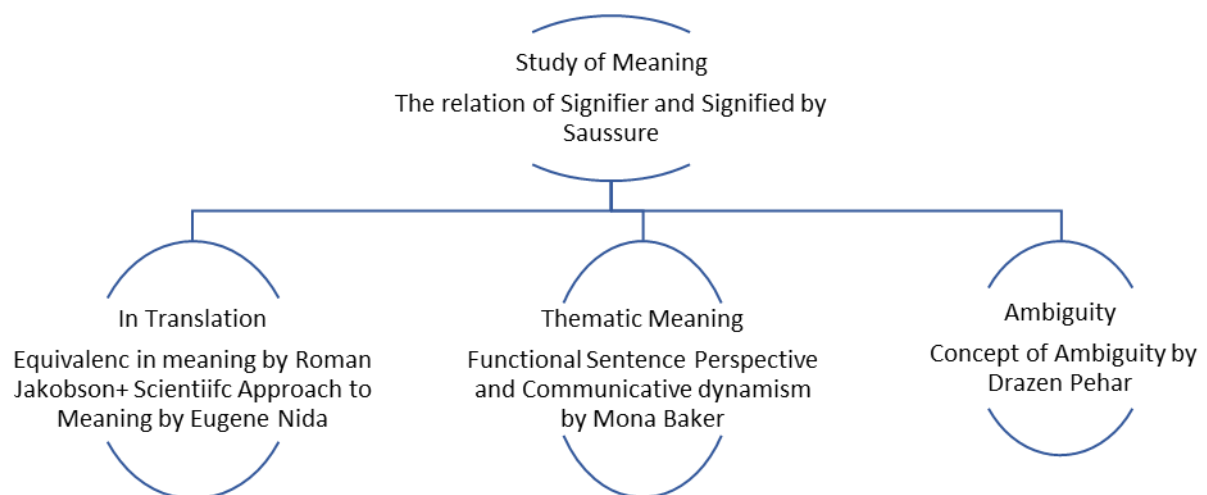 Study of Meaning
The relation of Signifier and Signified by
Saussure
In Translation
Equivalenc in meaning by Roman
Jakobson+ Scientiifc Approach to
Meaning by Eugene Nida
Thematic Meaning
Functional Sentence Perspective
and Communicative dynamism
by Mona Baker
Ambiguity
Concept of Ambiguity by
Drazen Pehar